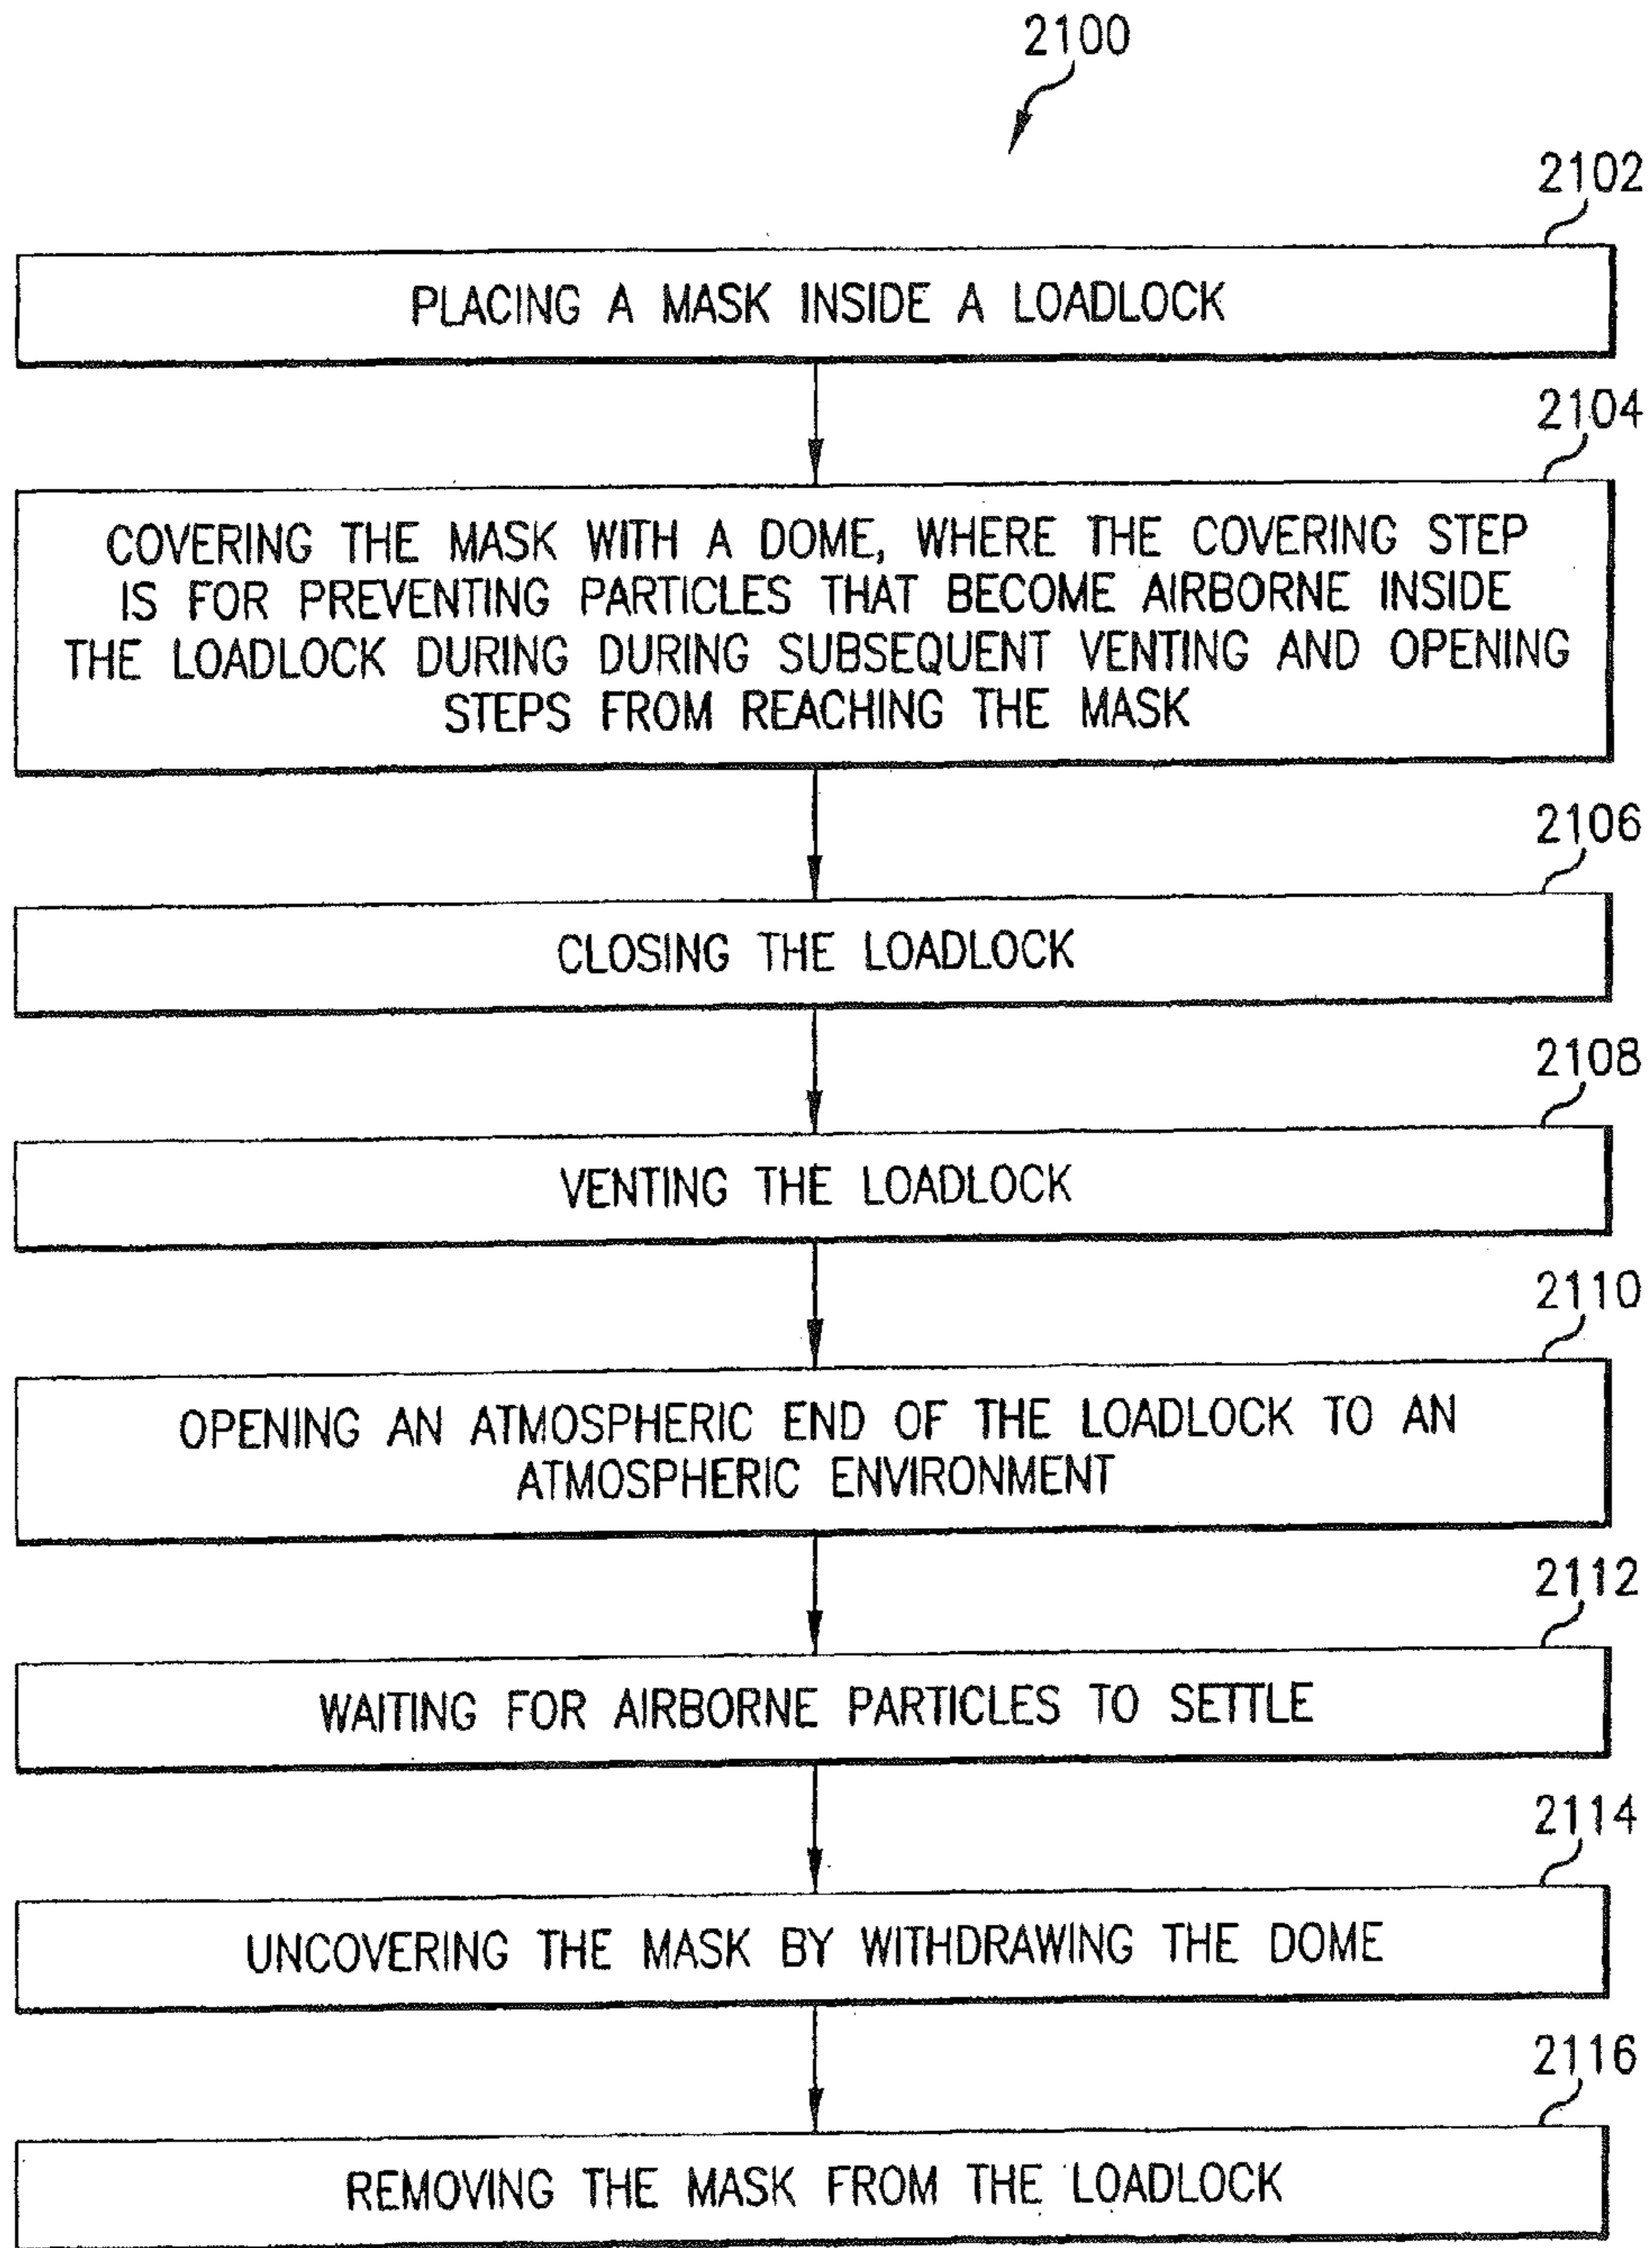 2100
2102
PLACING A MASK INSIDE A LOADLOCK
2104
COVERING THE MASK WITH A DOME, WHERE THE COVERING STEP
IS FOR PREVENTING PARTICLES THAT BECOME AIRBORNE INSIDE
THE LOADLOCK DURING DURING SUBSEQUENT VENTING AND OPENING
STEPS FROM REACHING THE MASK
2106
CLOSING THE LOADLOCK
2108
VENTING THE LOADLOCK
2110
OPENING AN ATMOSPHERIC END OF THE LOADLOCK TO AN
ATMOSPHERIC ENVIRONMENT
2112
WAITING FOR AIRBORNE PARTICLES TO SETTLE
2114
UNCOVERING THE MASK BY WITHDRAWING THE DOME
2116
REMOVING THE MASK FROM THE LOADLOCK